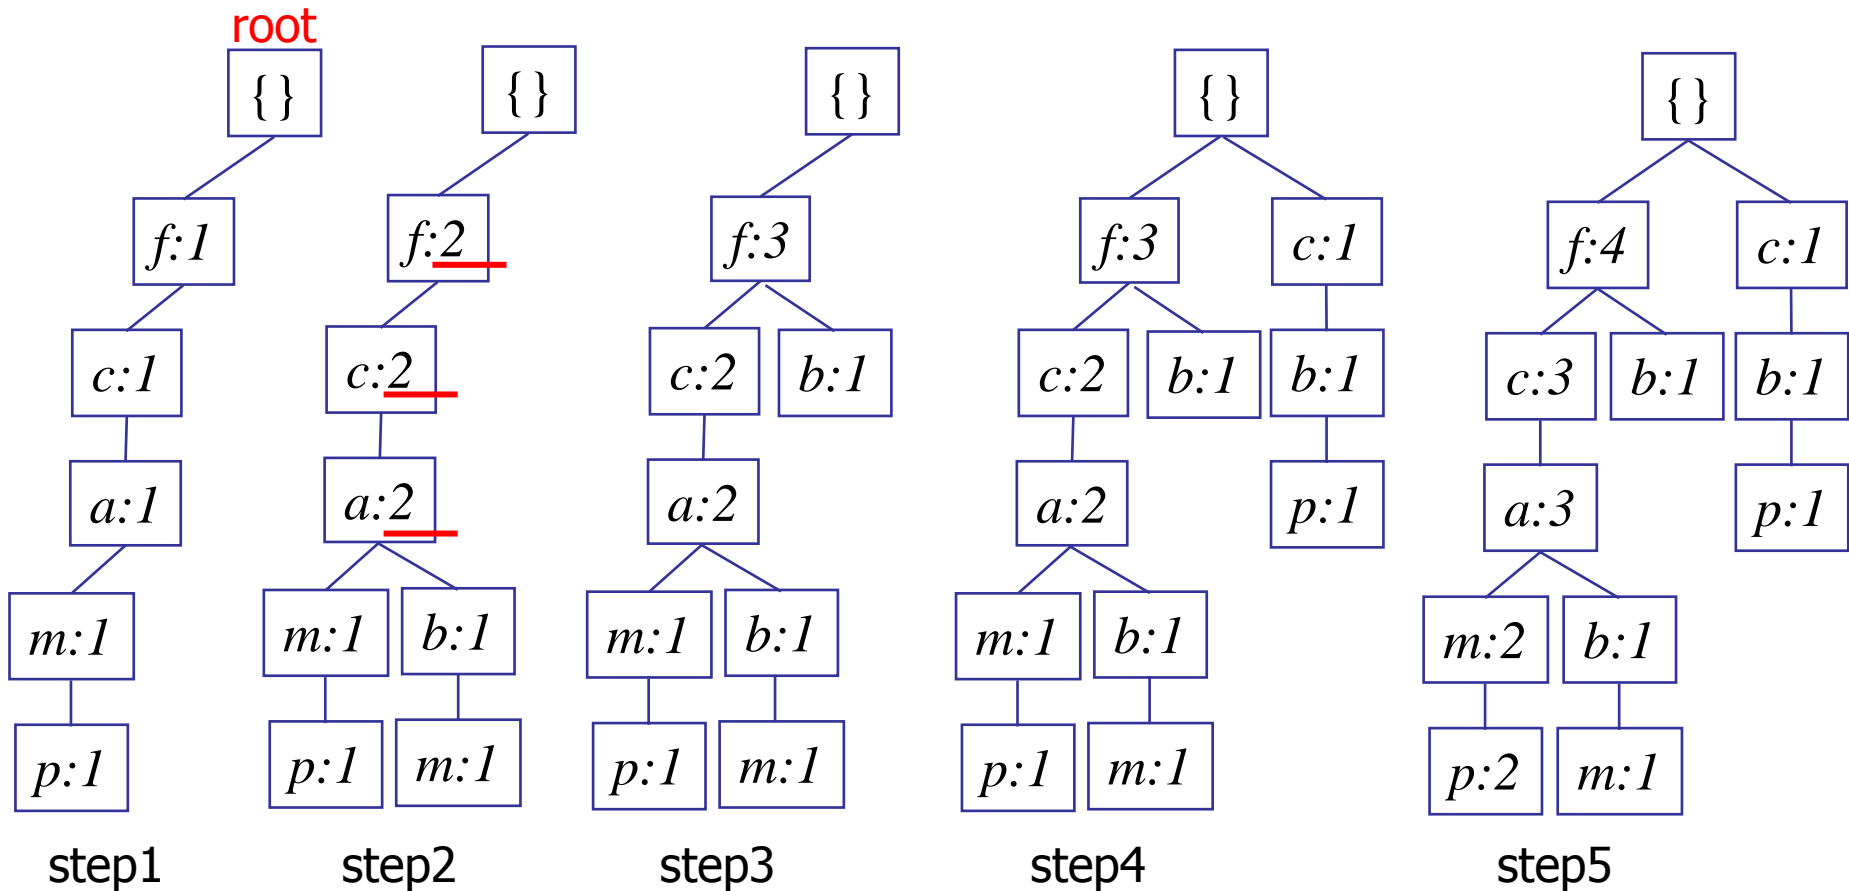 root
{} {} {} {} {}
f:1 f:2 f:3 f:3 c:1 f:4 c:1
c:1 c:2 c:2 b:1 c:2 b:1 b:1 c:3 b:1 b:1
a:1 a:2 a:2 a:2 p:1 a:3 p:1
m:1 m:1 b:1 m:1 b:1 m:1 b:1 m:2 b:1
p:1 p:1 m:1 p:1 m:1 p:1 m:1 p:2 m:1
step1 step2 step3 step4 step5